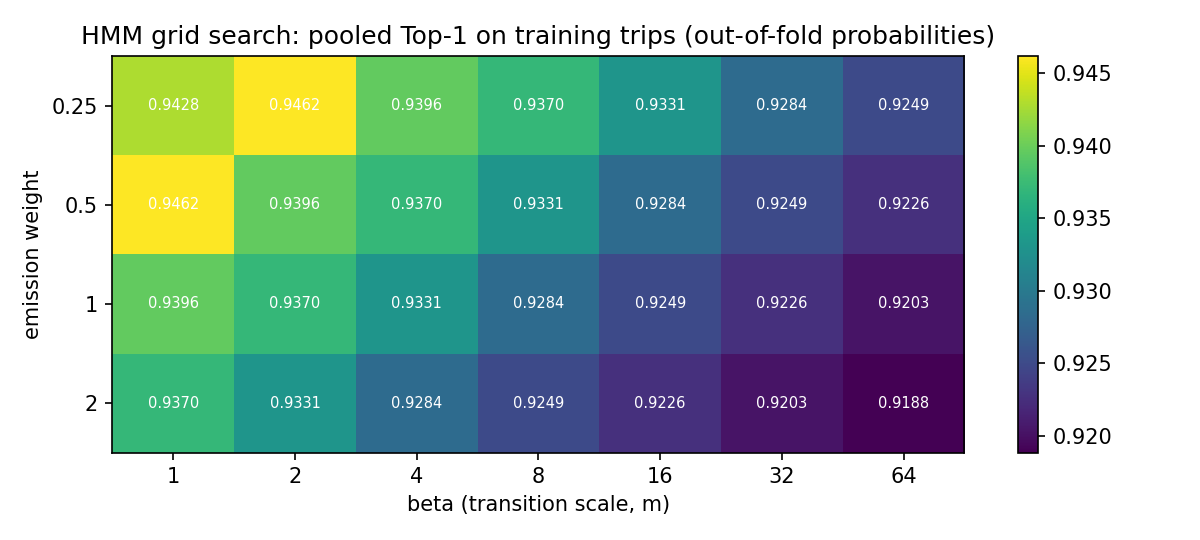 HMM grid search: pooled Top-1 on training trips (out-of-fold probabilities)
emission weight
0.25 0.9428 0.9462 0.9396 0.9370 0.9331 0.9284 0.9249
0.5 0.9462 0.9396 0.9370 0.9331 0.9284 0.9249 0.9226
1 0.9396 0.9370 0.9331 0.9284 0.9249 0.9226 0.9203
2 0.9370 0.9331 0.9284 0.9249 0.9226 0.9203 0.9188
1 2 4 8 16 32 64
beta (transition scale, m)
0.945
0.940
0.935
0.930
0.925
0.920